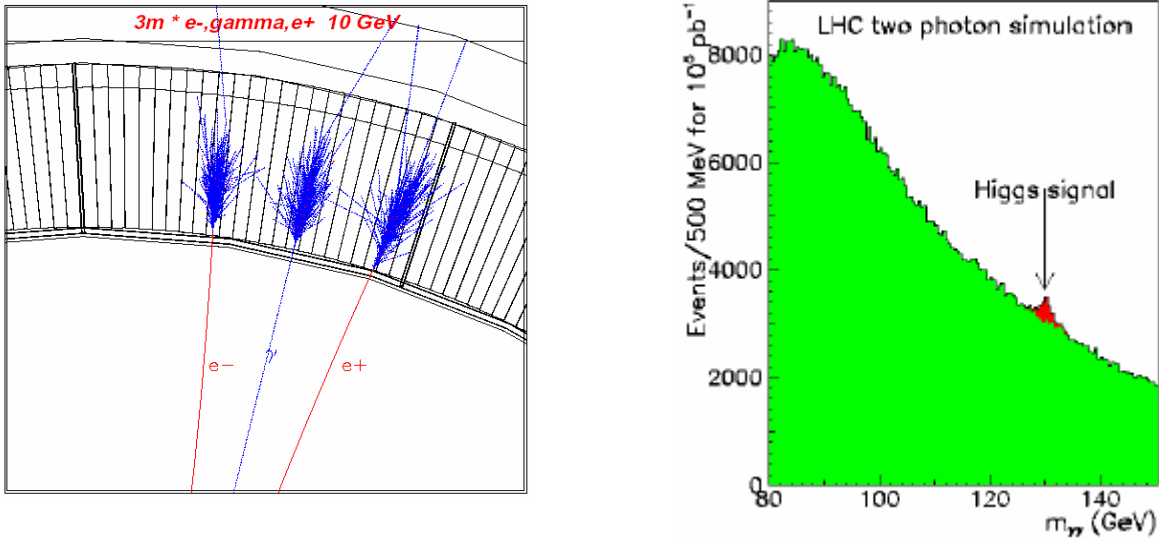 3m * e-,gamma,e+ 10 GeV
e-
γ
e+
LHC two photon simulation
Events/500 MeV for 10⁵ pb⁻¹
8000
6000
4000
2000
0
Higgs signal
80
100
120
140
mγγ (GeV)